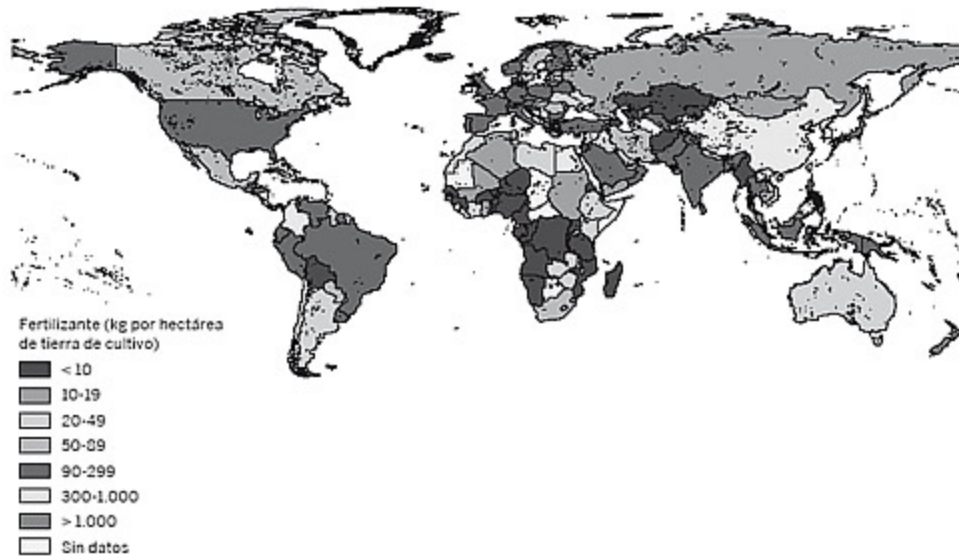 Fertilizante (kg por hectárea
de tierra de cultivo)
<10
10-19
20-49
50-89
90-299
300-1.000
>1.000
Sin datos